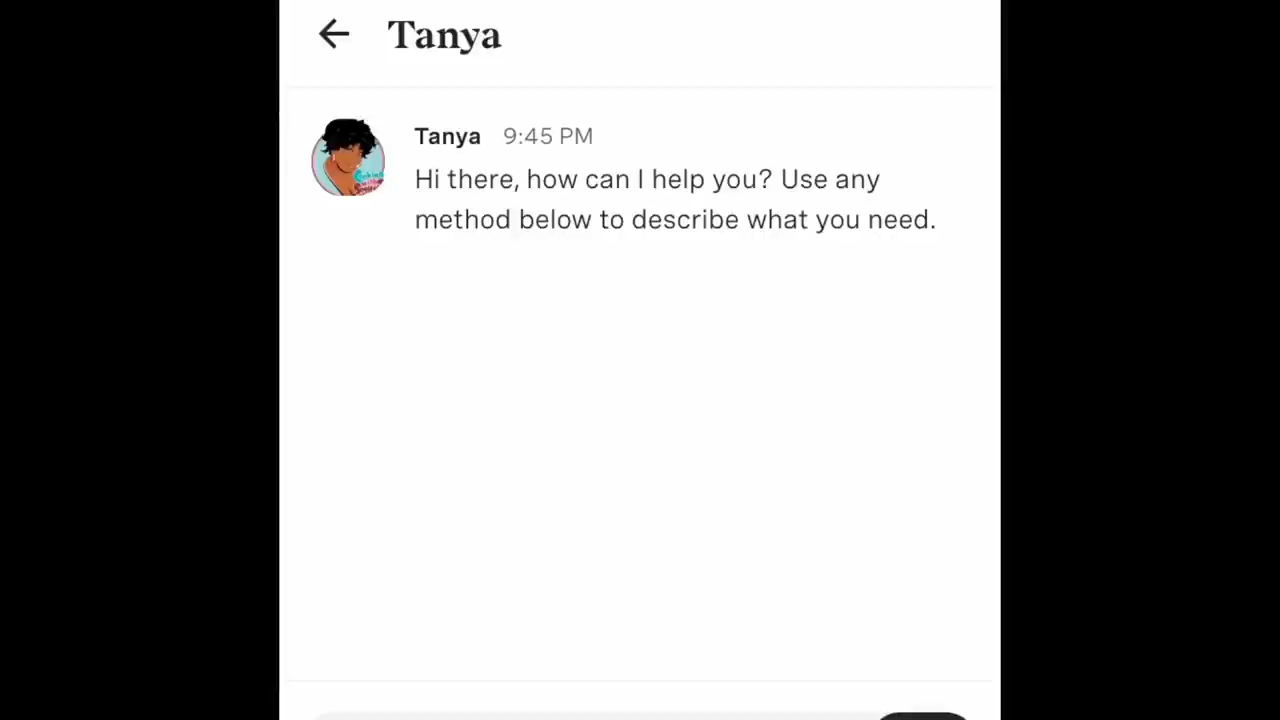 Tanya
Tanya 9:45 PM
Hi there, how can I help you? Use any
method below to describe what you need.